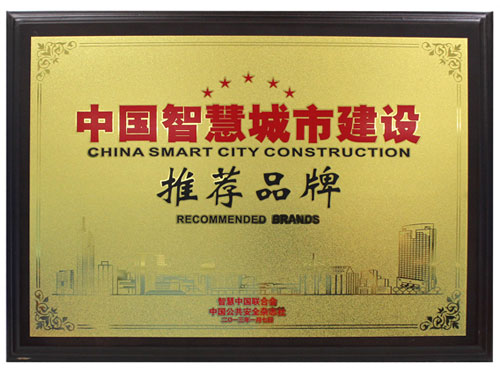 中国智慧城市建设
CHINA SMART CITY CONSTRUCTION
推荐品牌
RECOMMENDED BRANDS
智慧中国联合会
中国公共安全杂志社